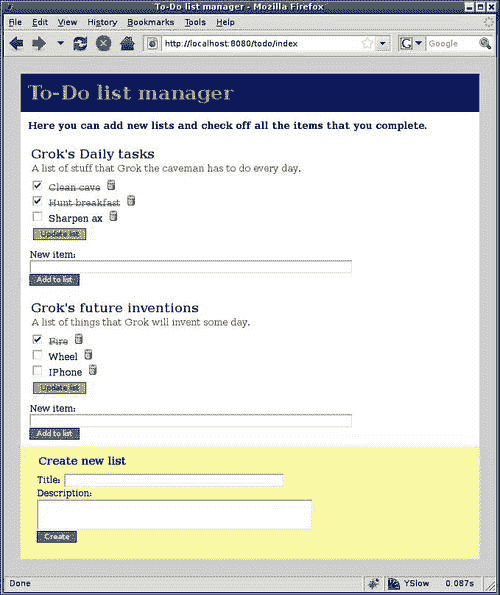 To-Do list manager - Mozilla Firefox
File Edit View History Bookmarks Tools Help
http://localhost:8080/todo/index
Google
To-Do list manager
Here you can add new lists and check off all the items that you complete.
Grok's Daily tasks
A list of stuff that Grok the caveman has to do every day.
Clean cave
Hunt breakfast
Sharpen ax
Update list
New item:
Add to list
Grok's future inventions
A list of things that Grok will invent some day.
Fire
Wheel
IPhone
Update list
New item:
Add to list
Create new list
Title:
Description:
Create
Done YSlow 0.087s